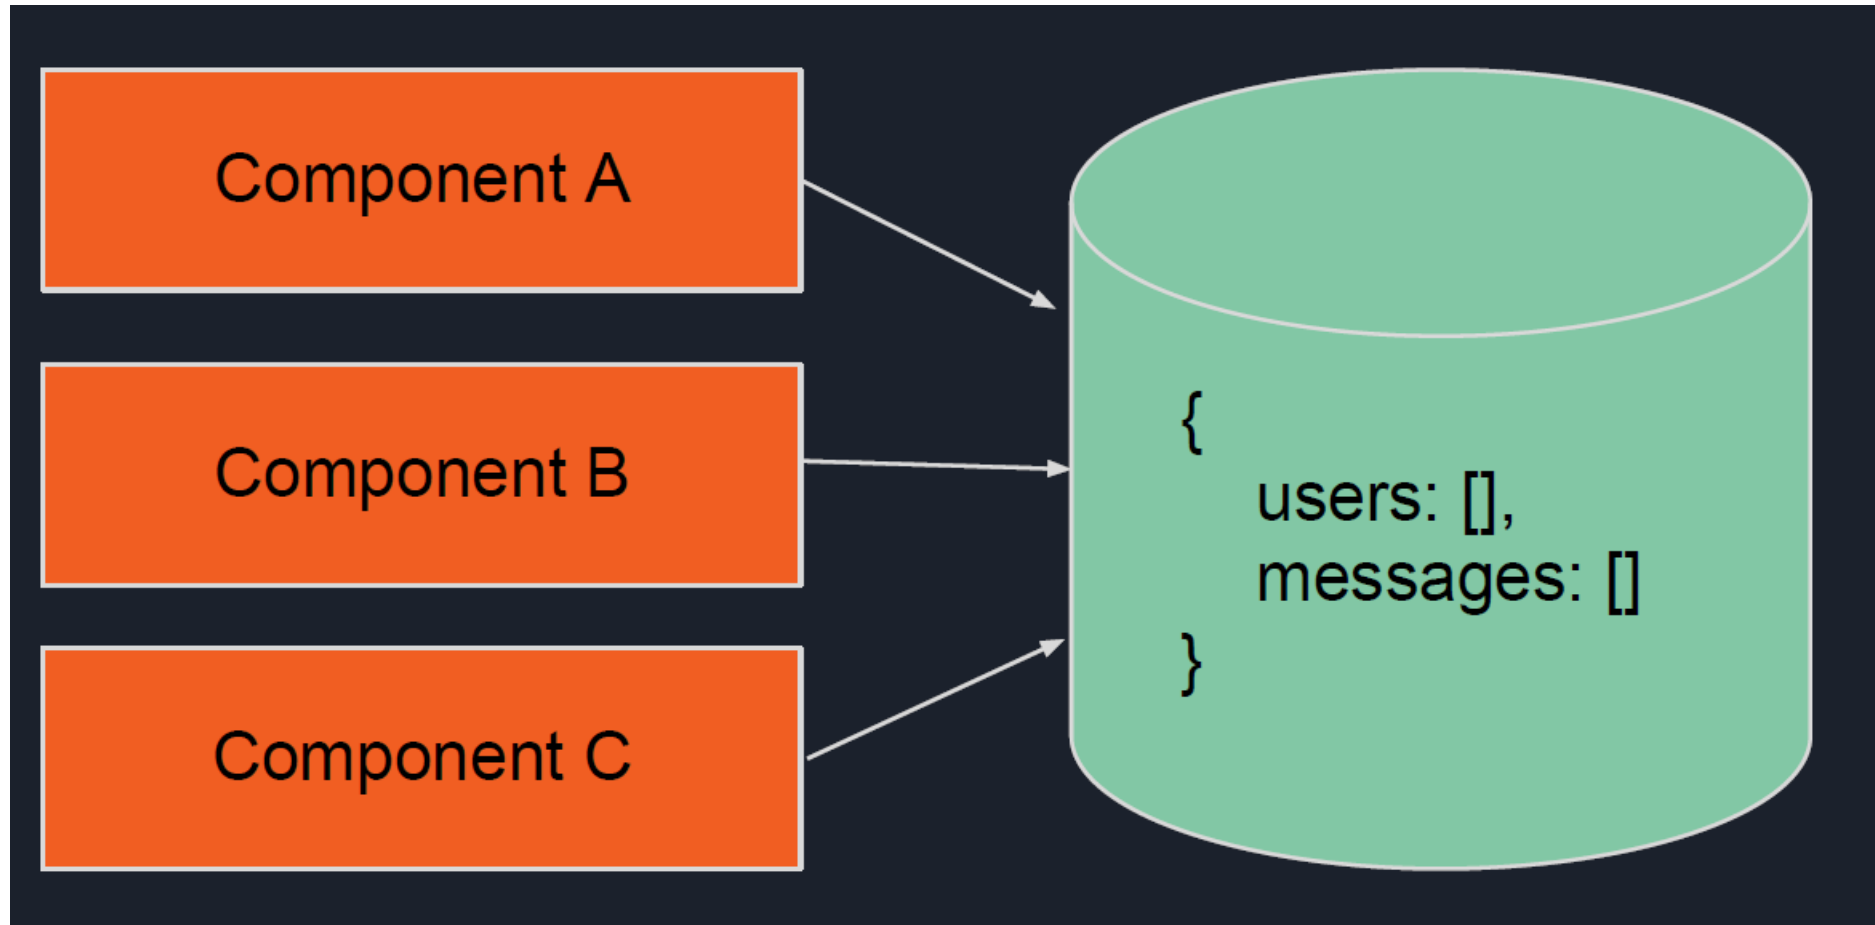 Component A
Component B
Component C
{
users: [],
messages: []
}